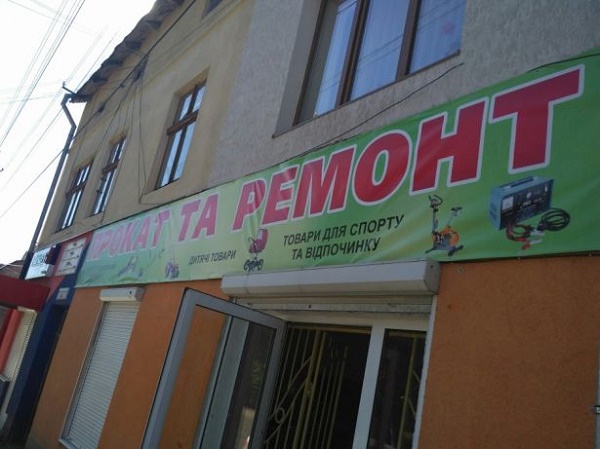 ПРОКАТ ТА РЕМОНТ
ДИТЯЧІ ТОВАРИ
ТОВАРИ ДЛЯ СПОРТУ
ТА ВІДПОЧИНКУ